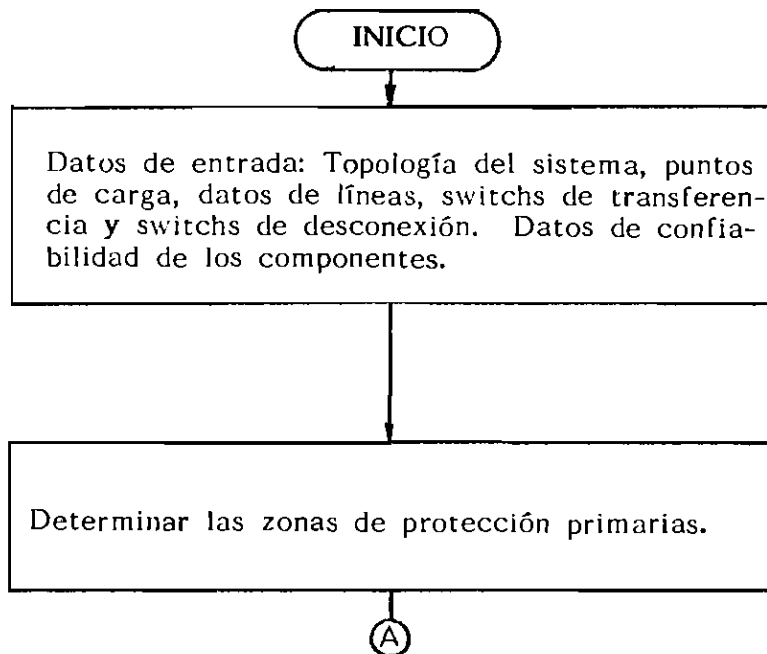 INICIO
Datos de entrada: Topología del sistema, puntos
de carga, datos de líneas, switchs de transferen-
cia y switchs de desconexión. Datos de confia-
bilidad de los componentes.
Determinar las zonas de protección primarias.
A